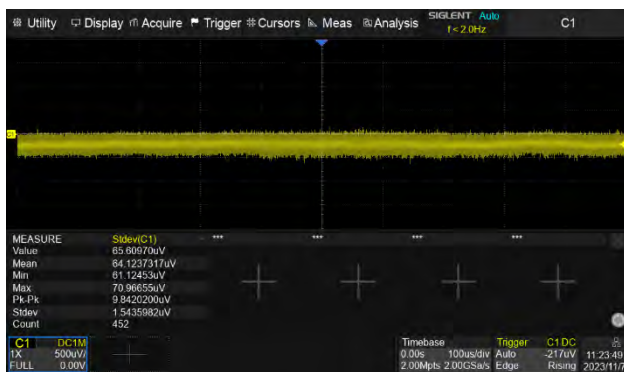 Utility Display Acquire Trigger Cursors Meas Analysis SIGLENT Auto C1
f < 2.0Hz
C1
MEASURE Stdev(C1) *** *** *** ***
Value 65.60970uV
Mean 64.1237317uV
Min 61.12453uV
Max 70.96655uV
Pk-Pk 9.8420200uV
Stdev 1.5435982uV
Count 452
C1 DC1M Timebase Trigger C1 DC
1X 500uV/ 0.00s 100us/div Auto -217uV 11:23:49
FULL 0.00V 2.00Mpts 2.00GSa/s Edge Rising 2023/11/7